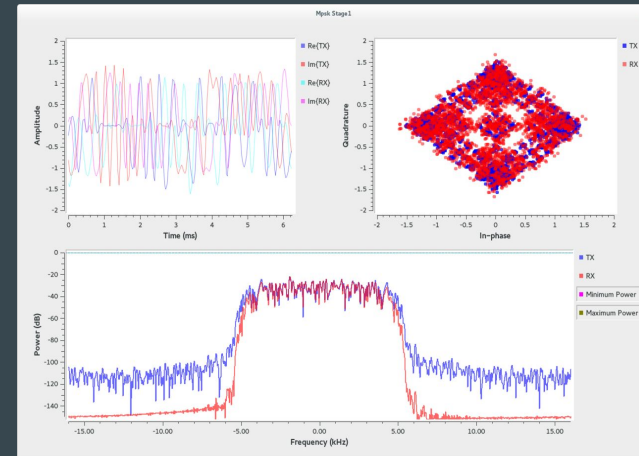 Mpsk Stage1
2
1.5
1
0.5
0
-0.5
-1
-1.5
-2
Amplitude
0 1 2 3 4 5 6
Time (ms)
Re{TX}
Im{TX}
Re{RX}
Im{RX}
2
1.5
1
0.5
0
-0.5
-1
-1.5
-2
Quadrature
-2 -1.5 -1 -0.5 0 0.5 1 1.5 2
In-phase
TX
RX
0
-20
-40
-60
-80
-100
-120
-140
Power (dB)
-15.00 -10.00 -5.00 0.00 5.00 10.00 15.00
Frequency (kHz)
TX
RX
Minimum Power
Maximum Power